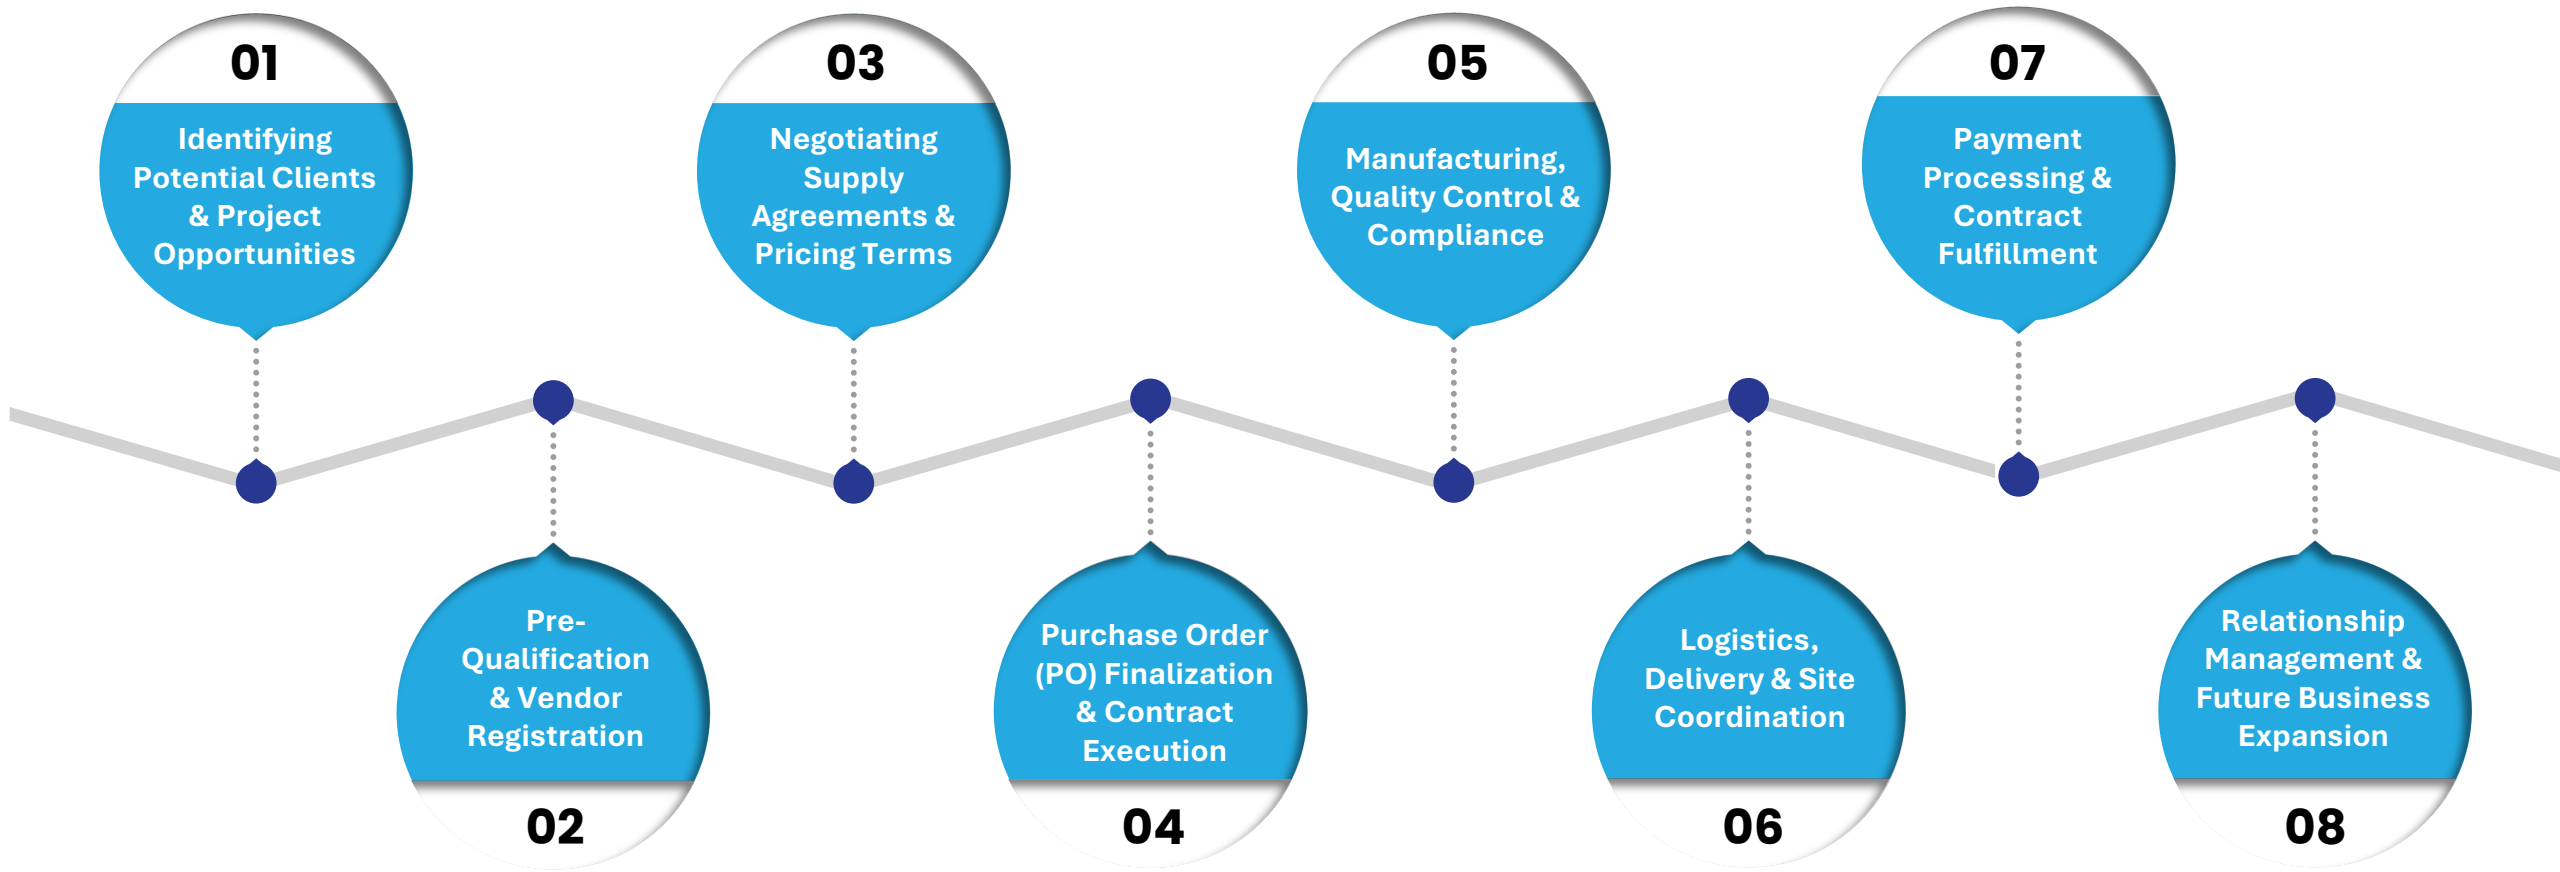 01
Identifying
Potential Clients
& Project
Opportunities
Pre-
Qualification
& Vendor
Registration
02
03
Negotiating
Supply
Agreements &
Pricing Terms
Purchase Order
(PO) Finalization
& Contract
Execution
04
05
Manufacturing,
Quality Control &
Compliance
Logistics,
Delivery & Site
Coordination
06
07
Payment
Processing &
Contract
Fulfillment
Relationship
Management &
Future Business
Expansion
08